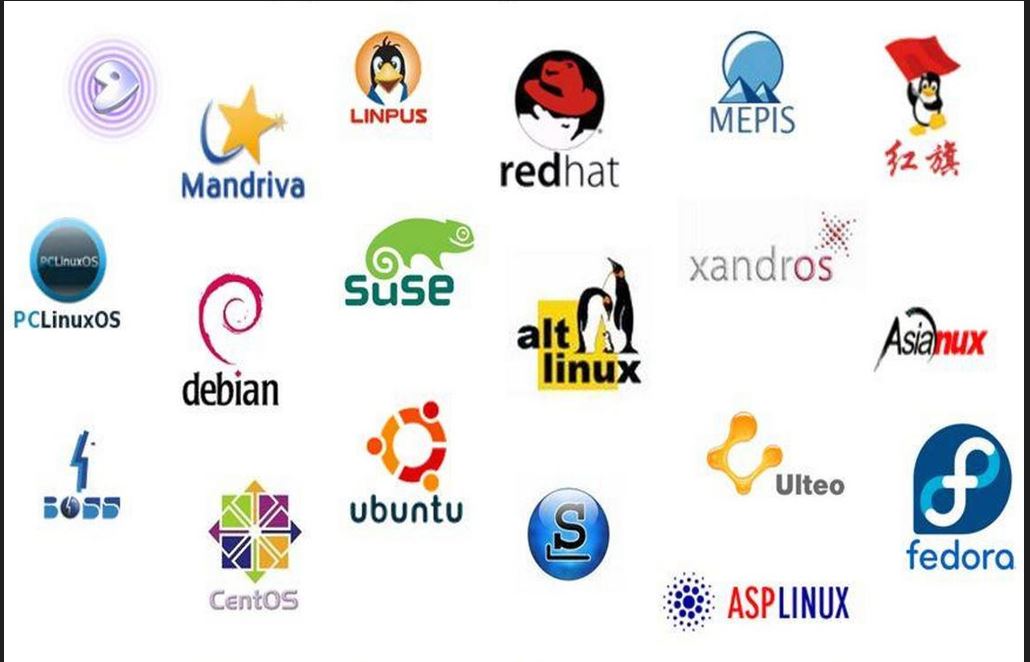 LINPUS
Mandriva
redhat
MEPIS
红旗
PCLinuxOS
PCLinuxOS
suse
xandros
debian
alt
linux
Asianux
BOSS
ubuntu
Ulteo
CentOS
S
fedora
ASPLINUX